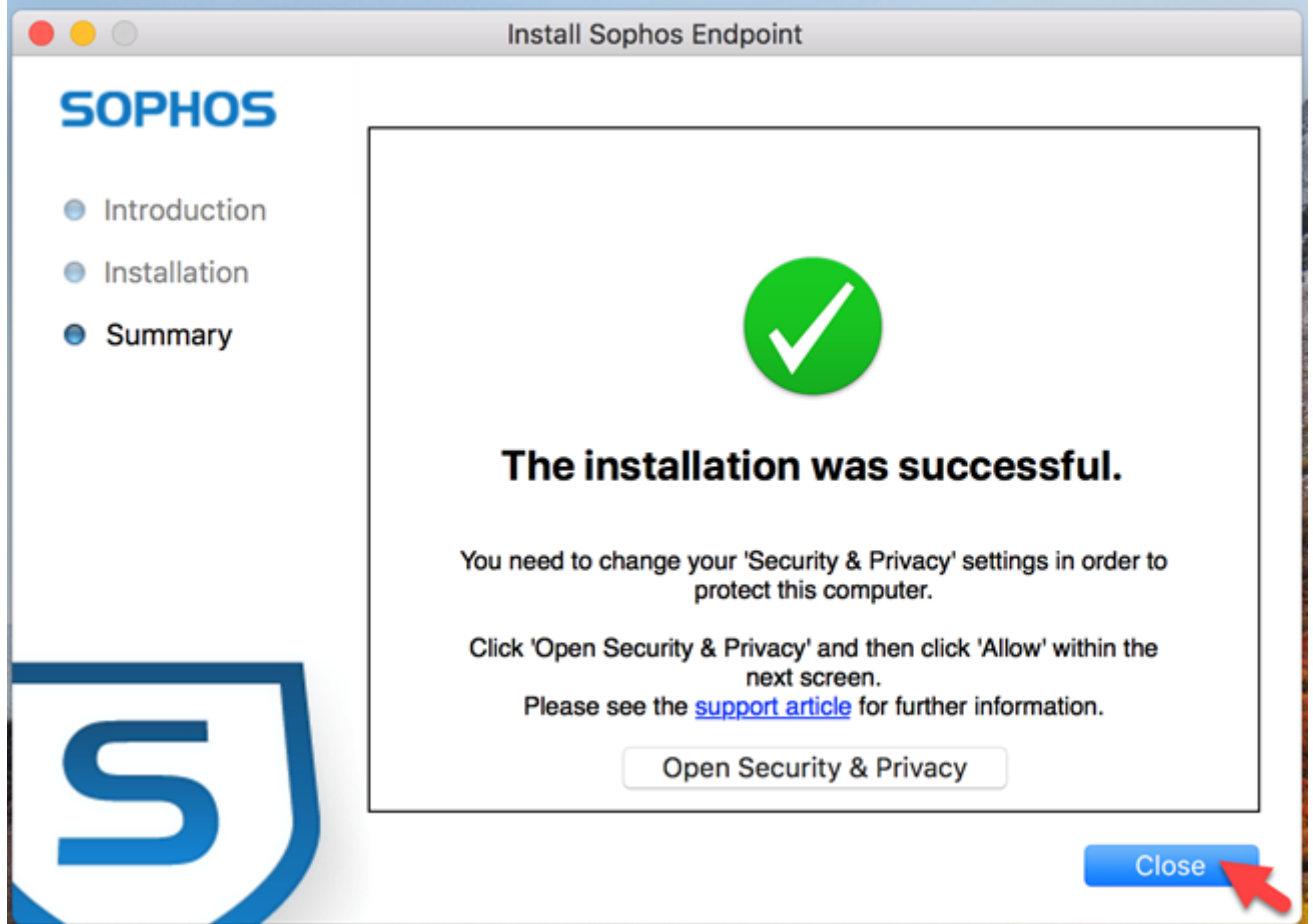 Install Sophos Endpoint
SOPHOS
Introduction
Installation
Summary
The installation was successful.
You need to change your 'Security & Privacy' settings in order to
protect this computer.
Click 'Open Security & Privacy' and then click 'Allow' within the
next screen.
Please see the support article for further information.
Open Security & Privacy
S
Close